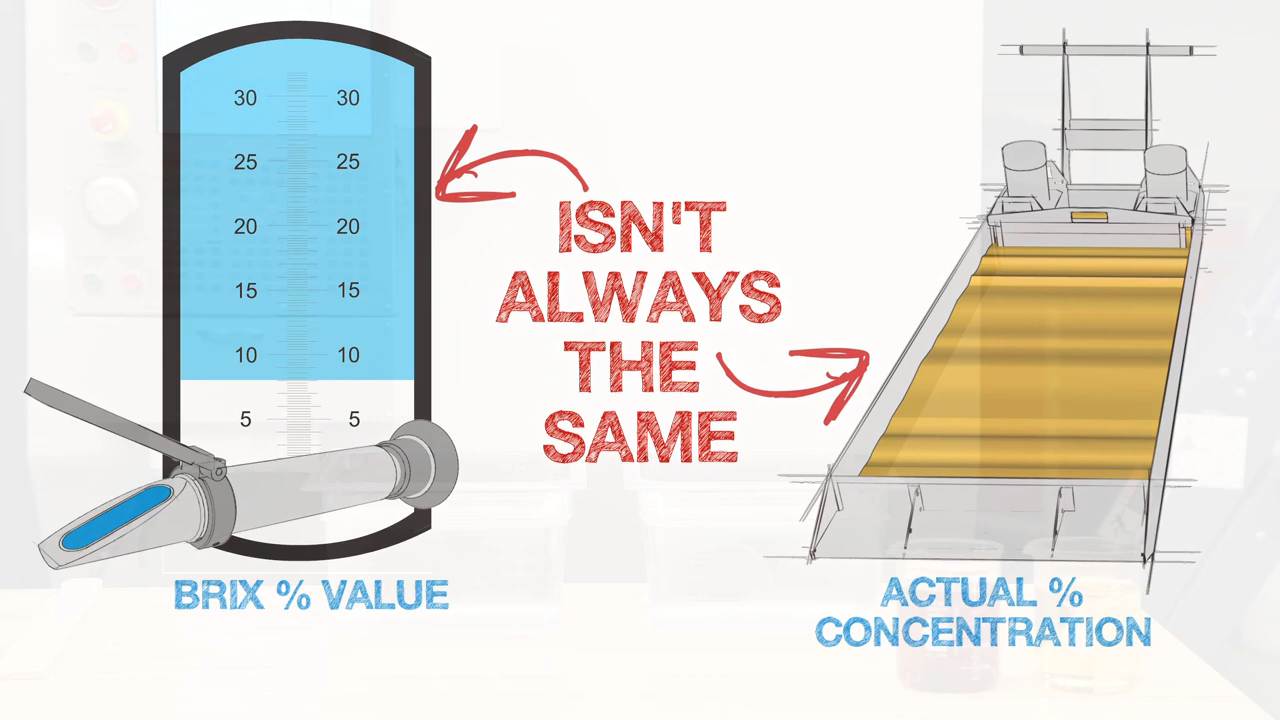 30 30
25 25
20 20
15 15
10 10
5 5
ISN'T
ALWAYS
THE
SAME
BRIX % VALUE
ACTUAL %
CONCENTRATION